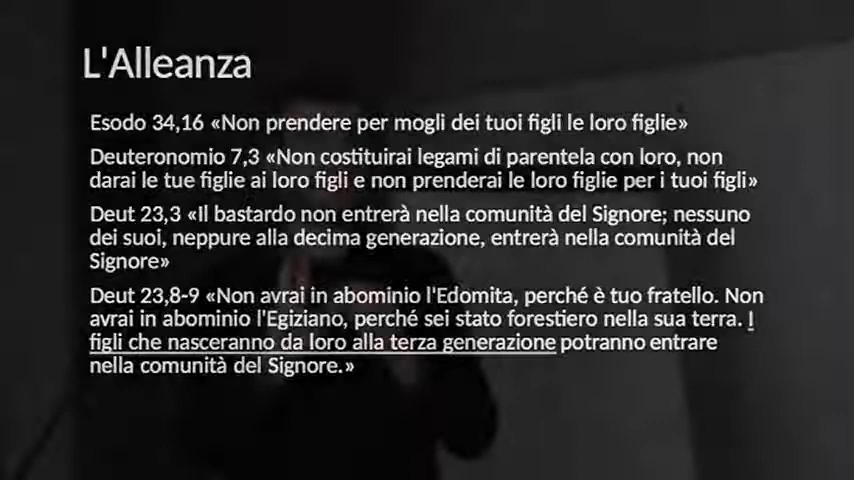 L'Alleanza
Esodo 34,16 «Non prendere per mogli dei tuoi figli le loro figlie»
Deuteronomio 7,3 «Non costituirai legami di parentela con loro, non
darai le tue figlie ai loro figli e non prenderai le loro figlie per i tuoi figli»
Deut 23,3 «Il bastardo non entrerà nella comunità del Signore; nessuno
dei suoi, neppure alla decima generazione, entrerà nella comunità del
Signore»
Deut 23,8-9 «Non avrai in abominio l'Edomita, perché è tuo fratello. Non
avrai in abominio l'Egiziano, perché sei stato forestiero nella sua terra. I
figli che nasceranno da loro alla terza generazione potranno entrare
nella comunità del Signore.»